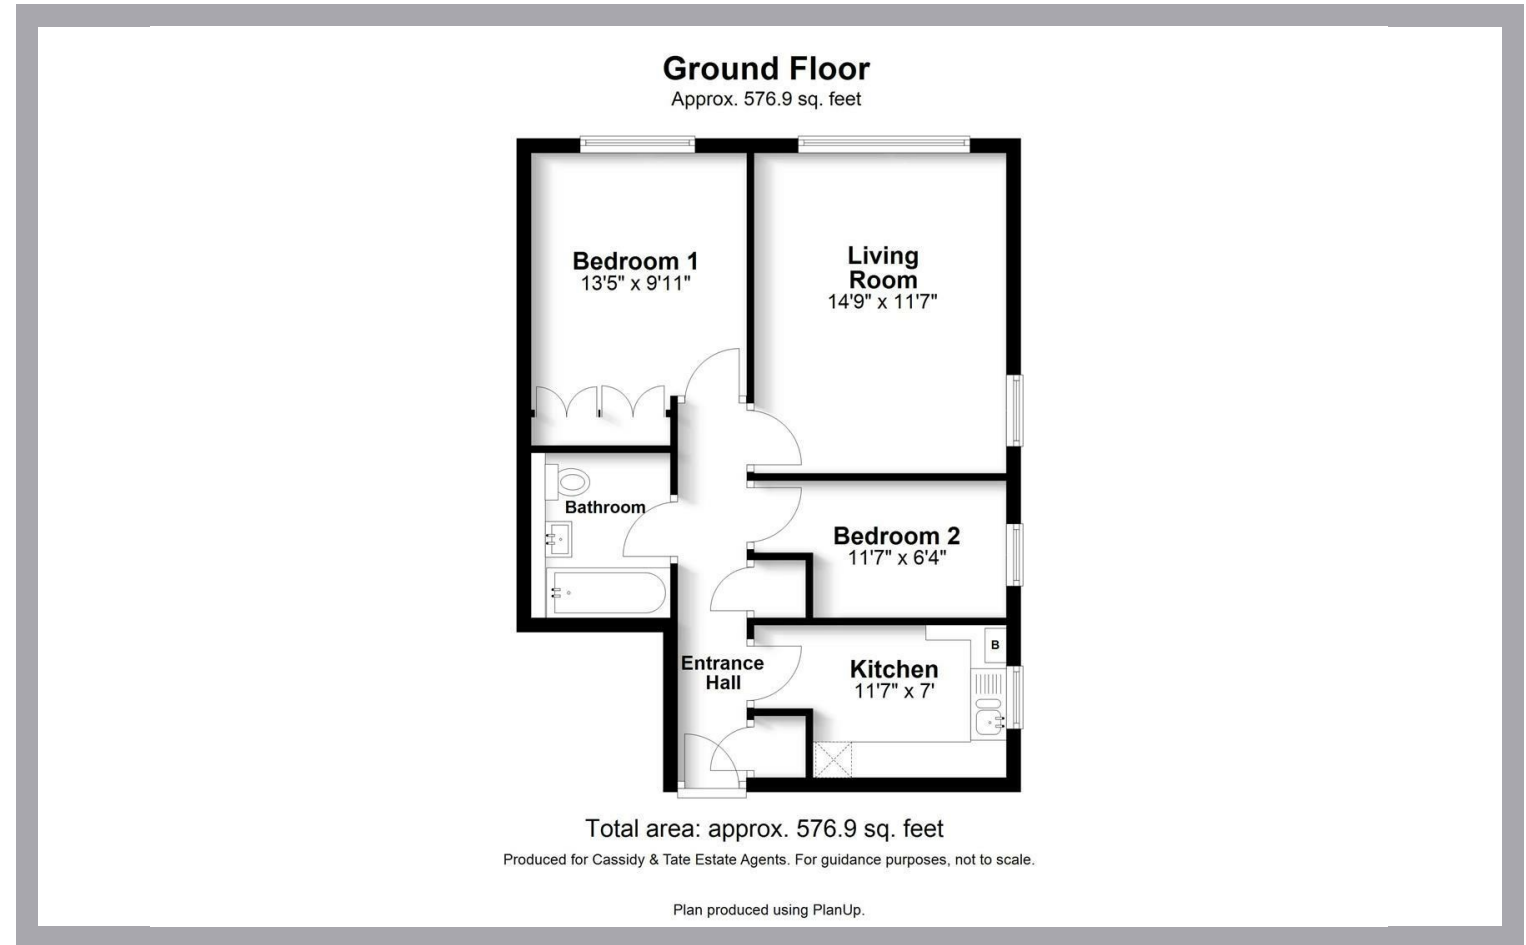 Ground Floor
Approx. 576.9 sq. feet
Bedroom 1
13'5" x 9'11"
Living
Room
14'9" x 11'7"
Bathroom
Bedroom 2
11'7" x 6'4"
Entrance
Hall
Kitchen
11'7" x 7'
B
Total area: approx. 576.9 sq. feet
Produced for Cassidy & Tate Estate Agents. For guidance purposes, not to scale.
Plan produced using PlanUp.